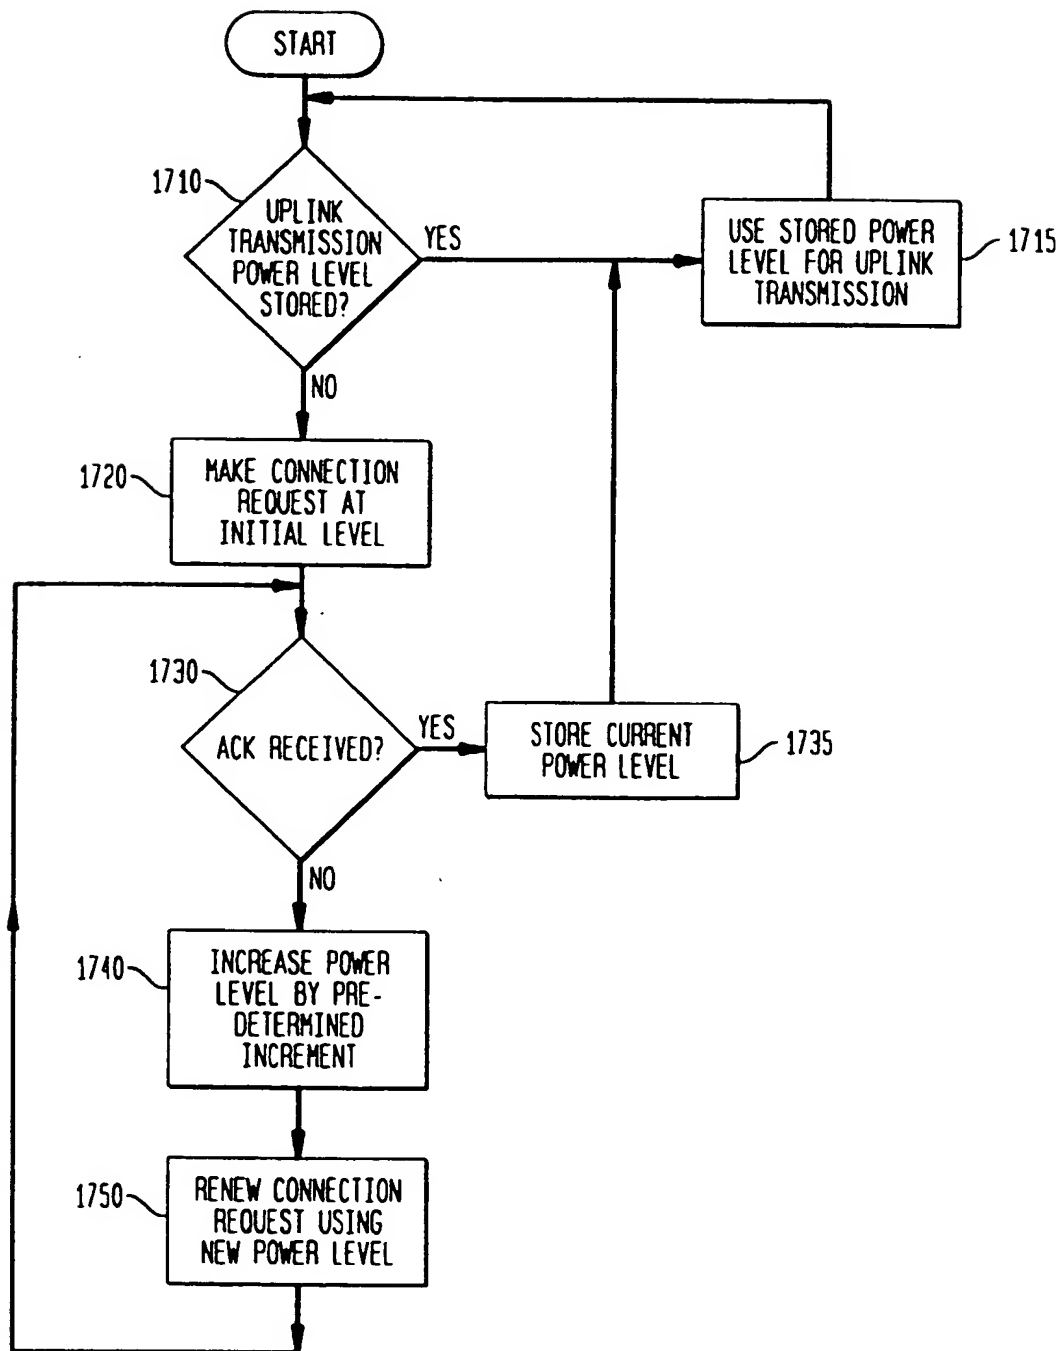 START
1710
UPLINK
TRANSMISSION
POWER LEVEL
STORED?
YES
USE STORED POWER
LEVEL FOR UPLINK
TRANSMISSION
1715
NO
1720
MAKE CONNECTION
REQUEST AT
INITIAL LEVEL
1730
ACK RECEIVED?
YES
STORE CURRENT
POWER LEVEL
1735
NO
1740
INCREASE POWER
LEVEL BY PRE-
DETERMINED
INCREMENT
1750
RENEW CONNECTION
REQUEST USING
NEW POWER LEVEL